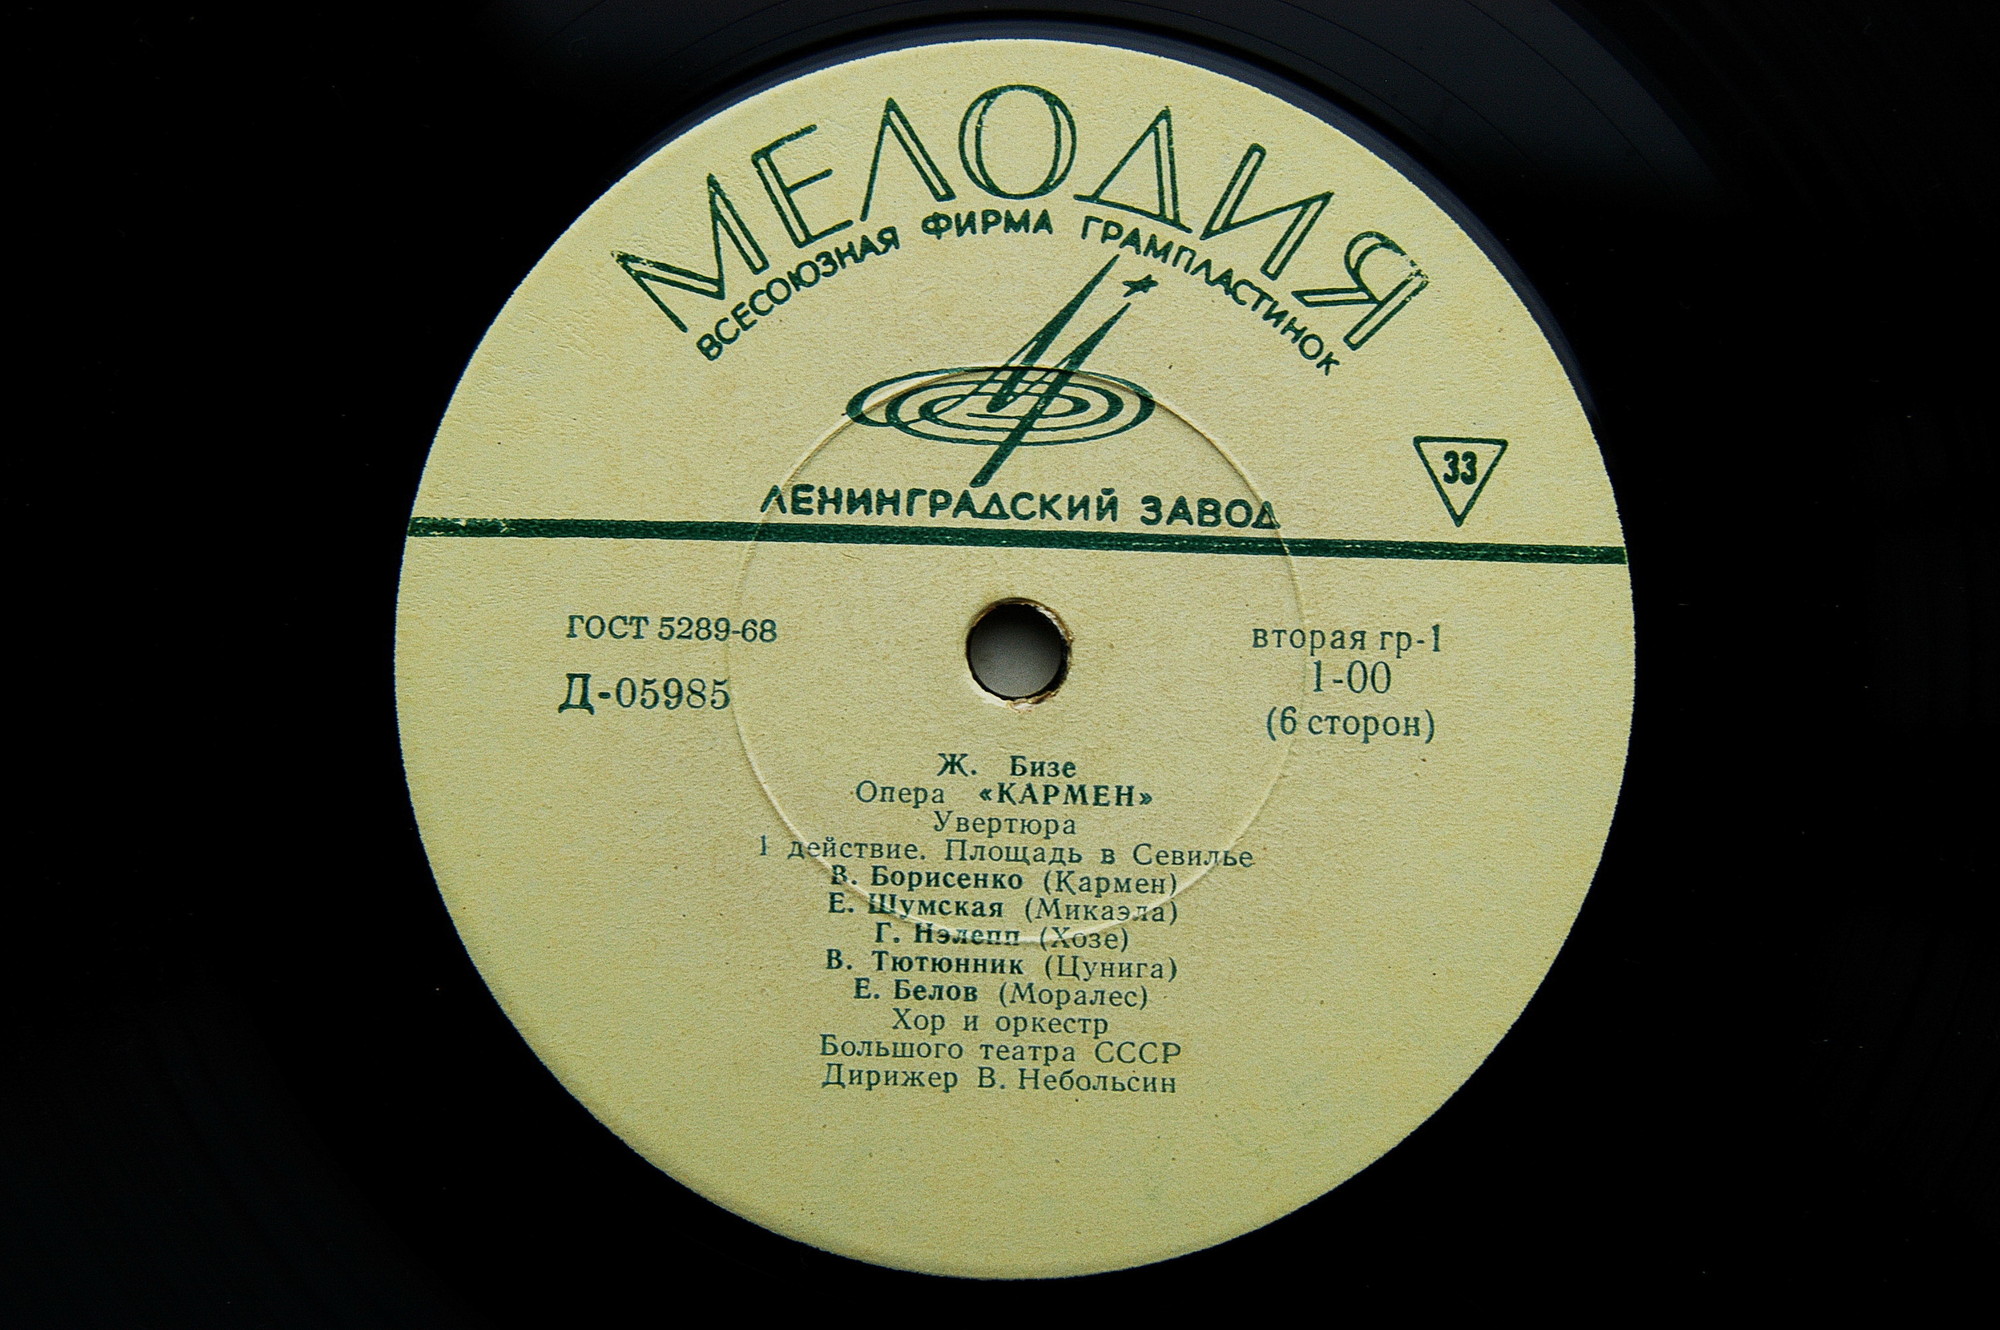 МЕЛОДИЯ
ВСЕСОЮЗНАЯ ФИРМА ГРАМПЛАСТИНОК
33
ЛЕНИНГРАДСКИЙ ЗАВОД
ГОСТ 5289-68
Д-05985
вторая гр-1
1-00
(6 сторон)
Ж. Бизе
Опера «КАРМЕН»
Увертюра
1 действие. Площадь в Севилье
В. Борисенко (Кармен)
Е. Шумская (Микаэла)
Г. Нэлепп (Хозе)
В. Тютюнник (Цунига)
Е. Белов (Моралес)
Хор и оркестр
Большого театра СССР
Дирижер В. Небольсин